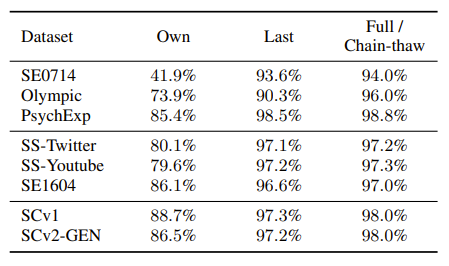 Dataset Own Last Full / Chain-thaw
SE0714 41.9% 93.6% 94.0%
Olympic 73.9% 90.3% 96.0%
PsychExp 85.4% 98.5% 98.8%
SS-Twitter 80.1% 97.1% 97.2%
SS-Youtube 79.6% 97.2% 97.3%
SE1604 86.1% 96.6% 97.0%
SCv1 88.7% 97.3% 98.0%
SCv2-GEN 86.5% 97.2% 98.0%